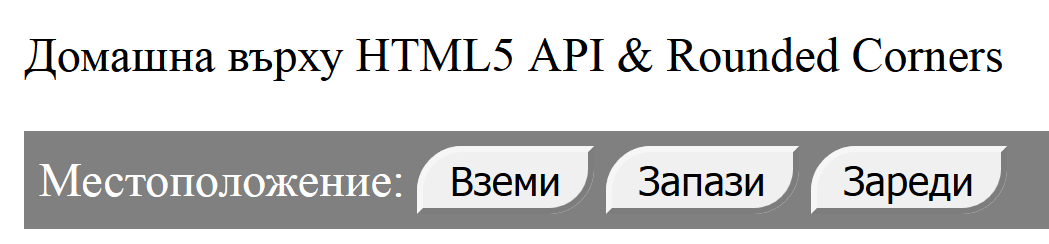 Домашна върху HTML5 API & Rounded Corners
Местоположение: Вземи Запази Зареди